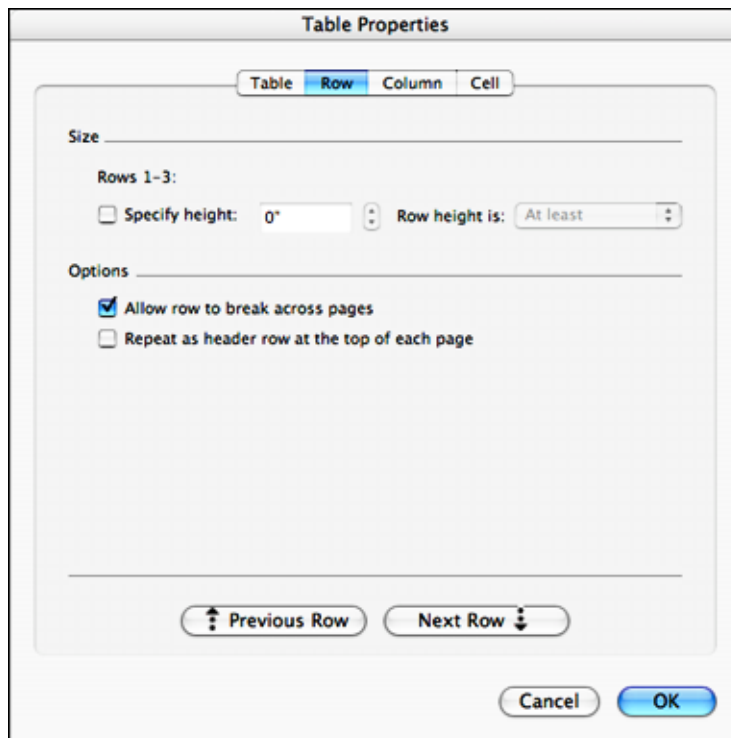 Table Properties
Table Row Column Cell
Size
Rows 1-3:
Specify height: 0" Row height is: At least
Options
Allow row to break across pages
Repeat as header row at the top of each page
Previous Row Next Row
Cancel OK